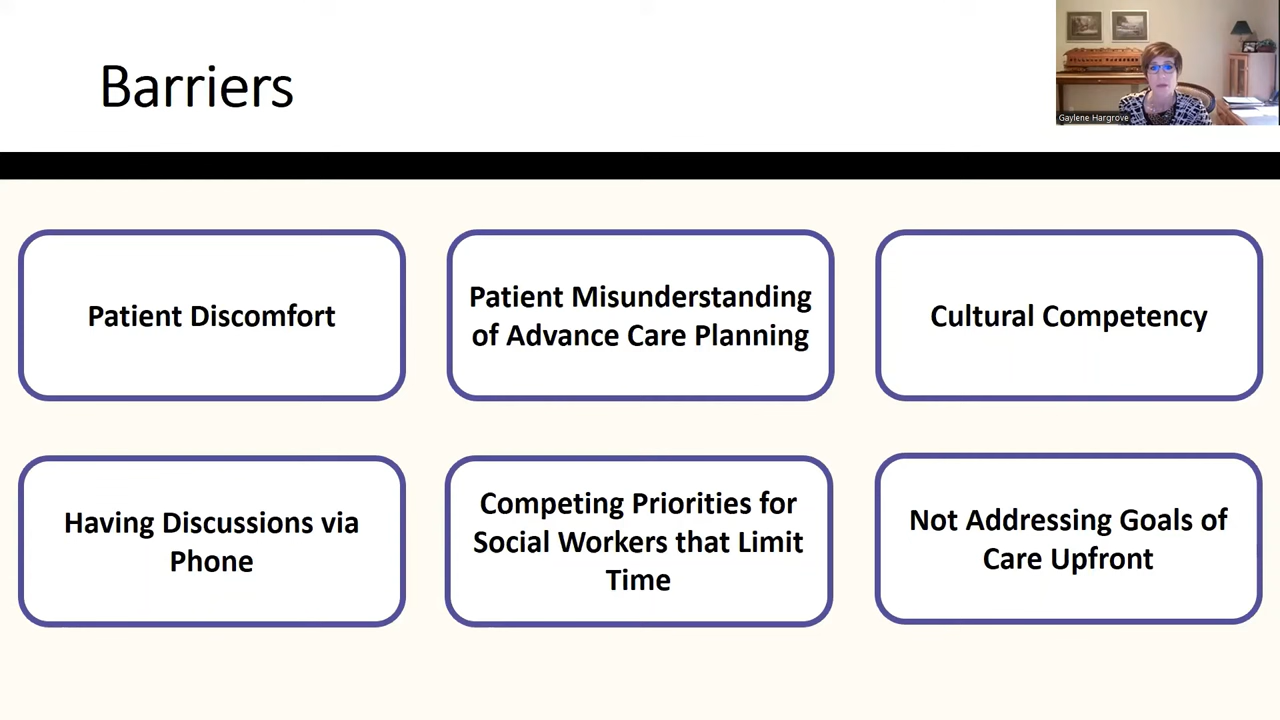 Barriers
Gaylene Hargrove
Patient Discomfort
Patient Misunderstanding
of Advance Care Planning
Cultural Competency
Having Discussions via
Phone
Competing Priorities for
Social Workers that Limit
Time
Not Addressing Goals of
Care Upfront